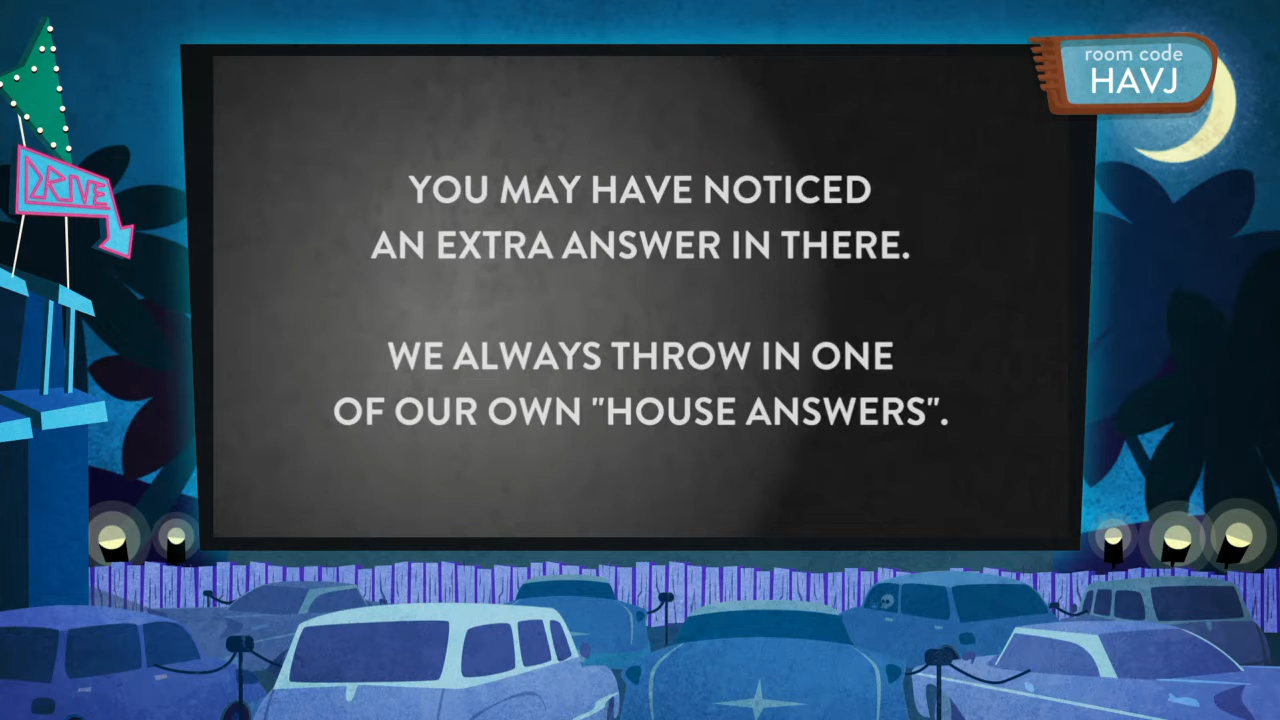 room code
HAVJ
DRIVE
YOU MAY HAVE NOTICED
AN EXTRA ANSWER IN THERE.
WE ALWAYS THROW IN ONE
OF OUR OWN "HOUSE ANSWERS".